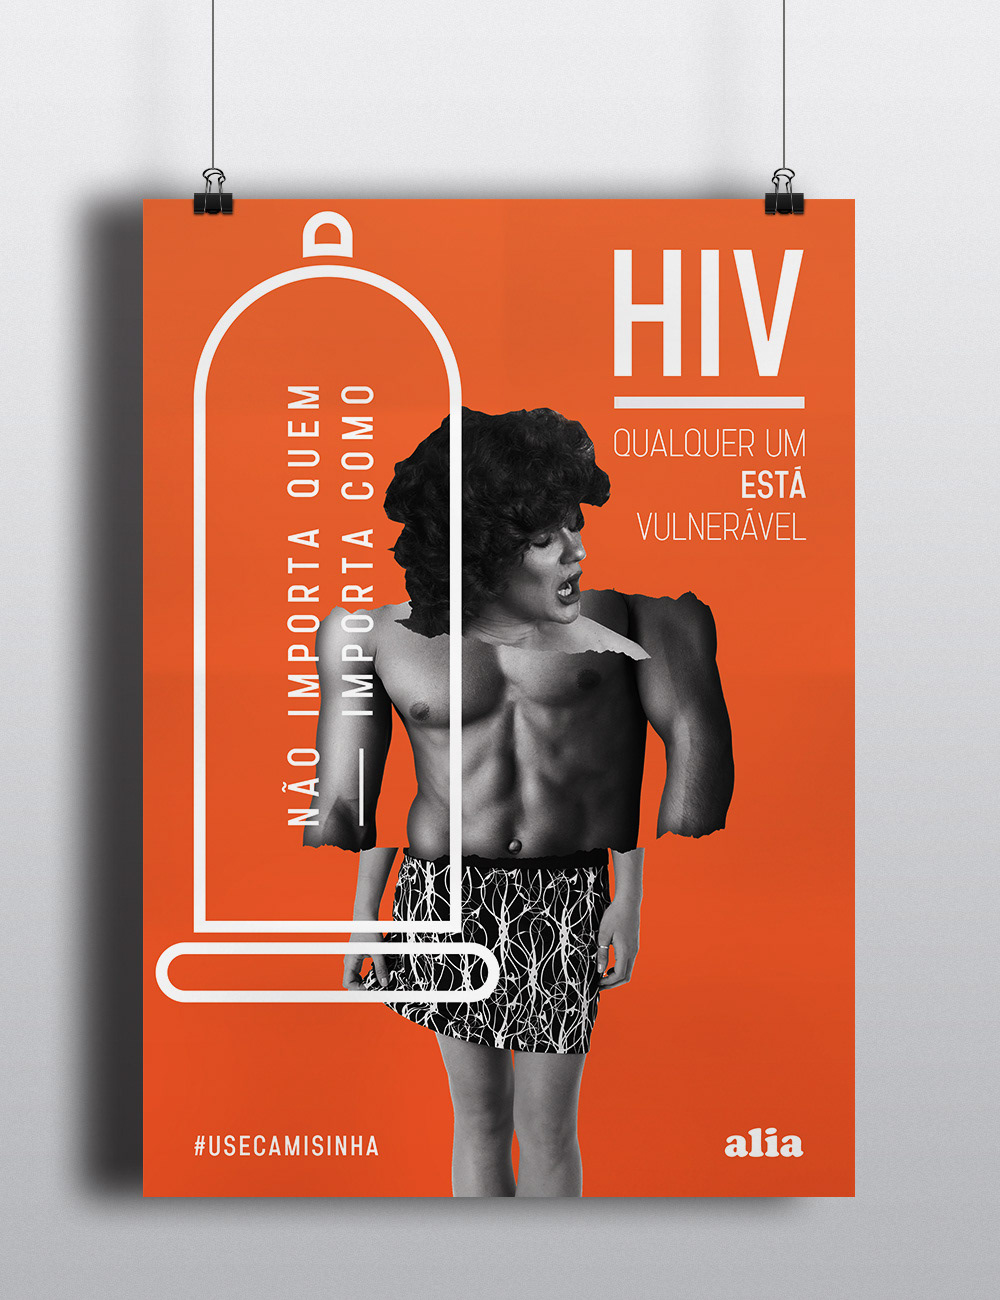 HIV
QUALQUER UM
ESTÁ
VULNERÁVEL
NÃO IMPORTA QUEM
IMPORTA COMO
#USECAMISINHA
alia